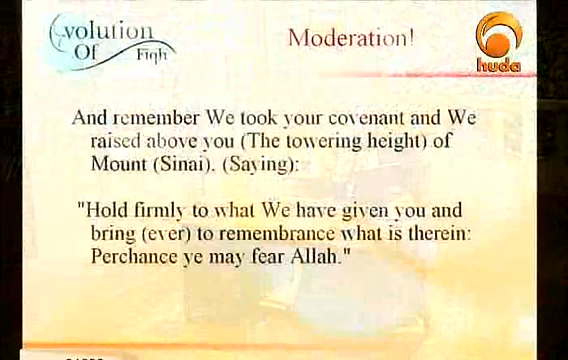 Evolution
Of Fiqh
Moderation!
huda
And remember We took your covenant and We
raised above you (The towering height) of
Mount (Sinai). (Saying):
"Hold firmly to what We have given you and
bring (ever) to remembrance what is therein:
Perchance ye may fear Allah."